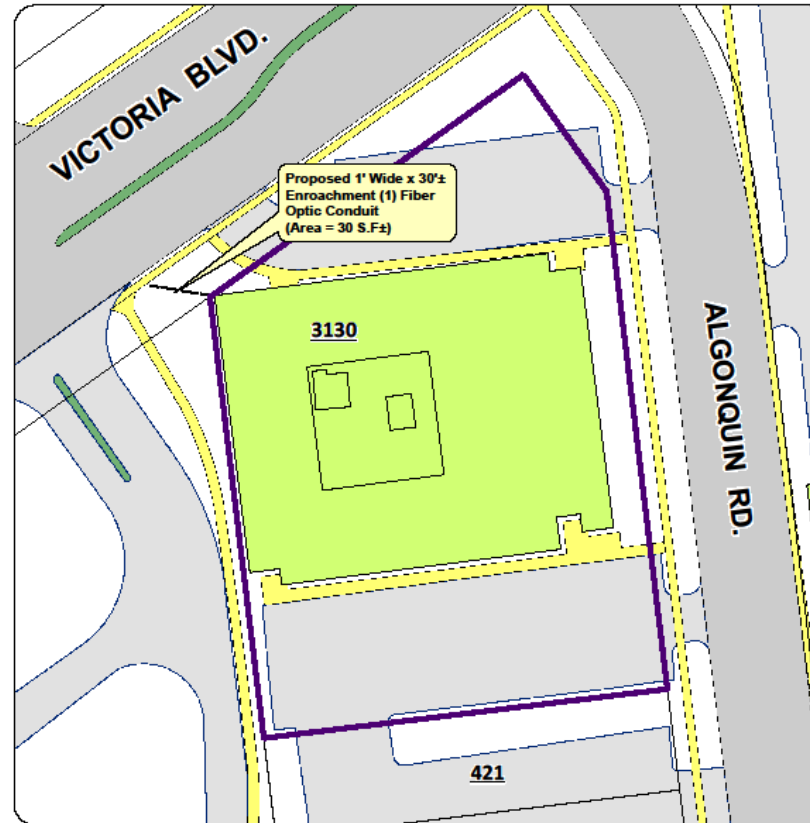 VICTORIA BLVD.
Proposed 1' Wide x 30'±
Enroachment (1) Fiber
Optic Conduit
(Area = 30 S.F±)
3130
ALGONQUIN RD.
421